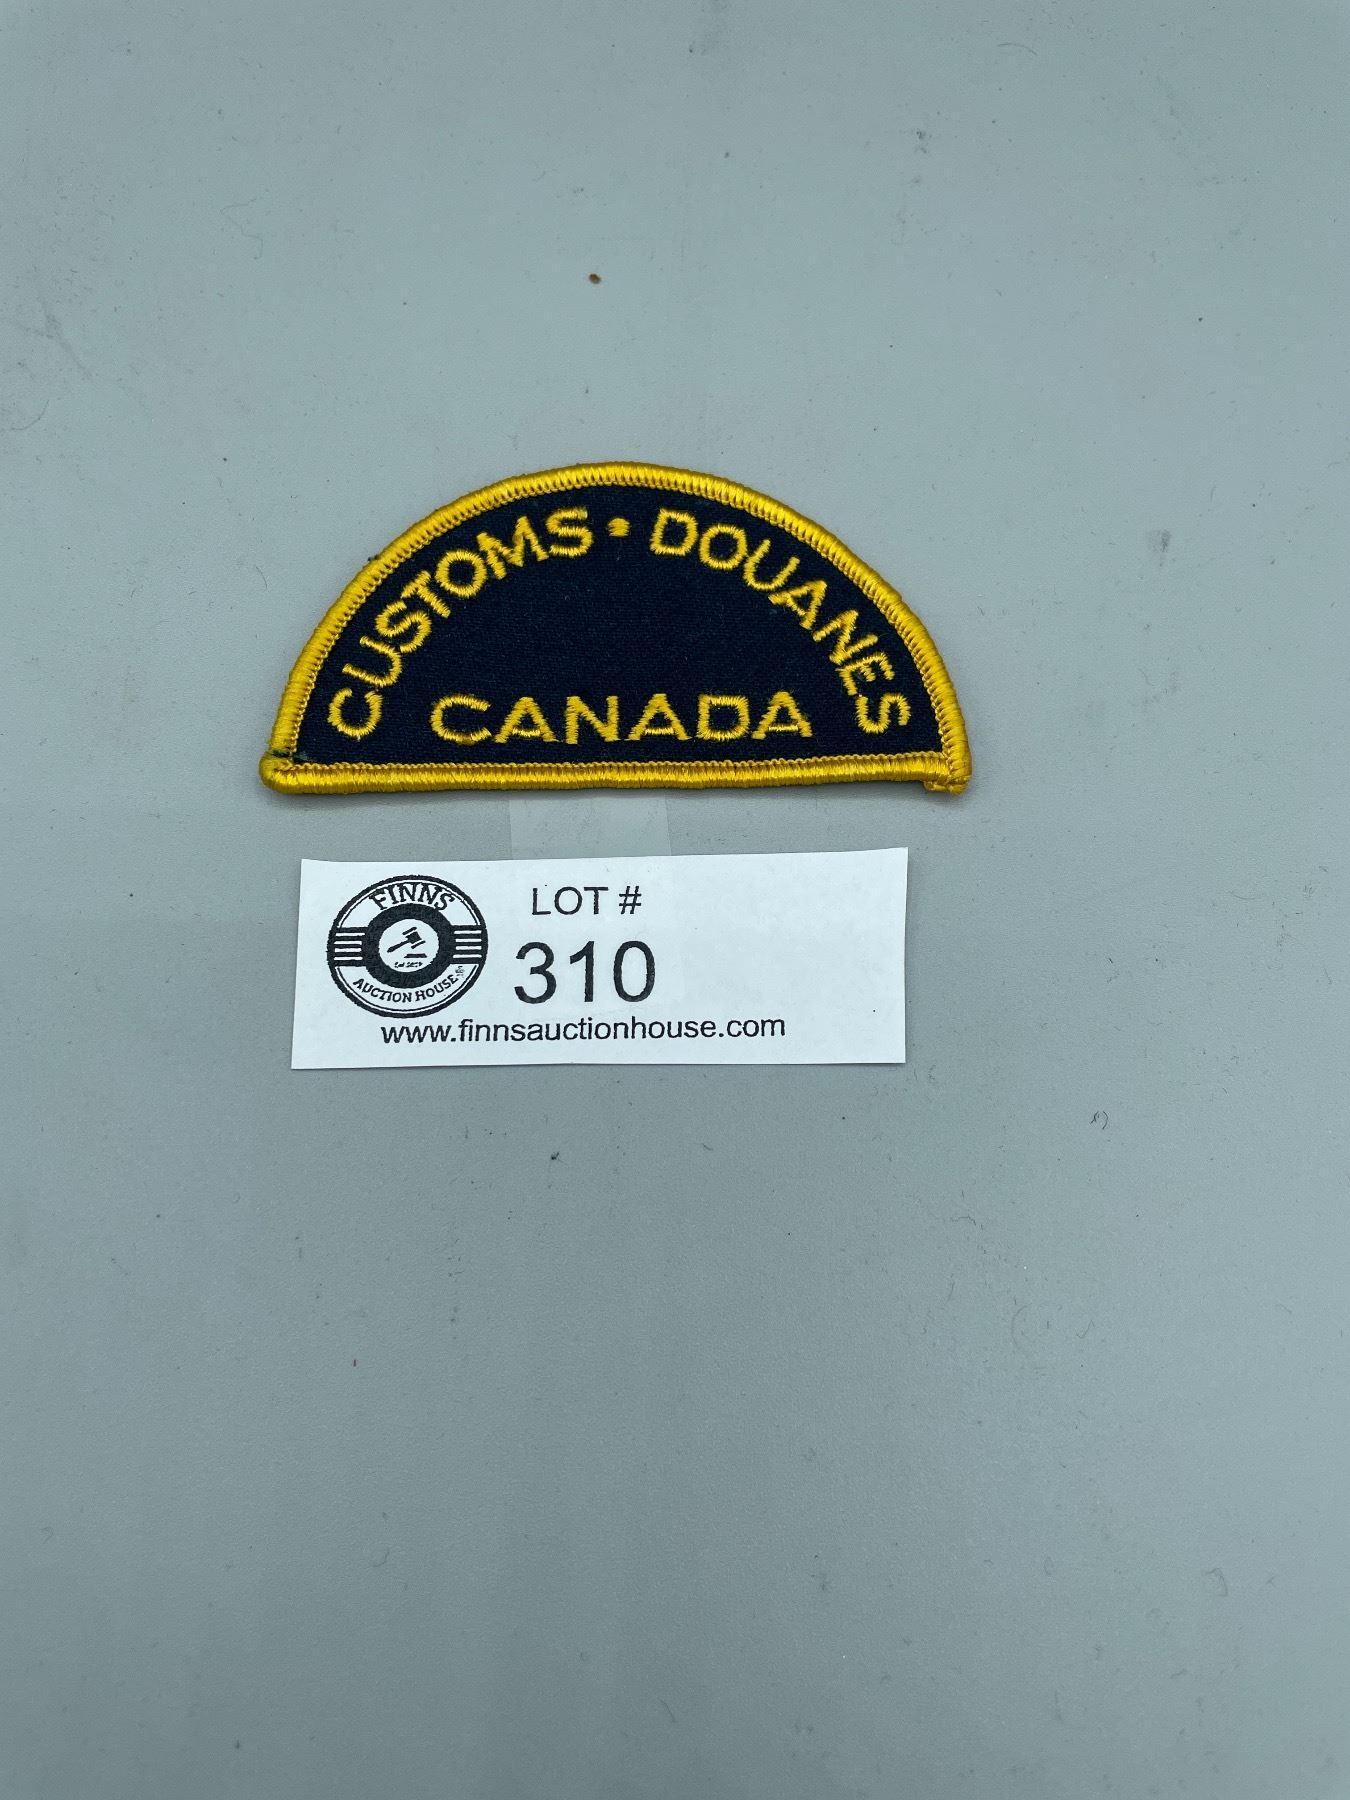 CUSTOMS • DOUANES
CANADA
FINNS
AUCTION HOUSE
LOT #
310
www.finnsauctionhouse.com